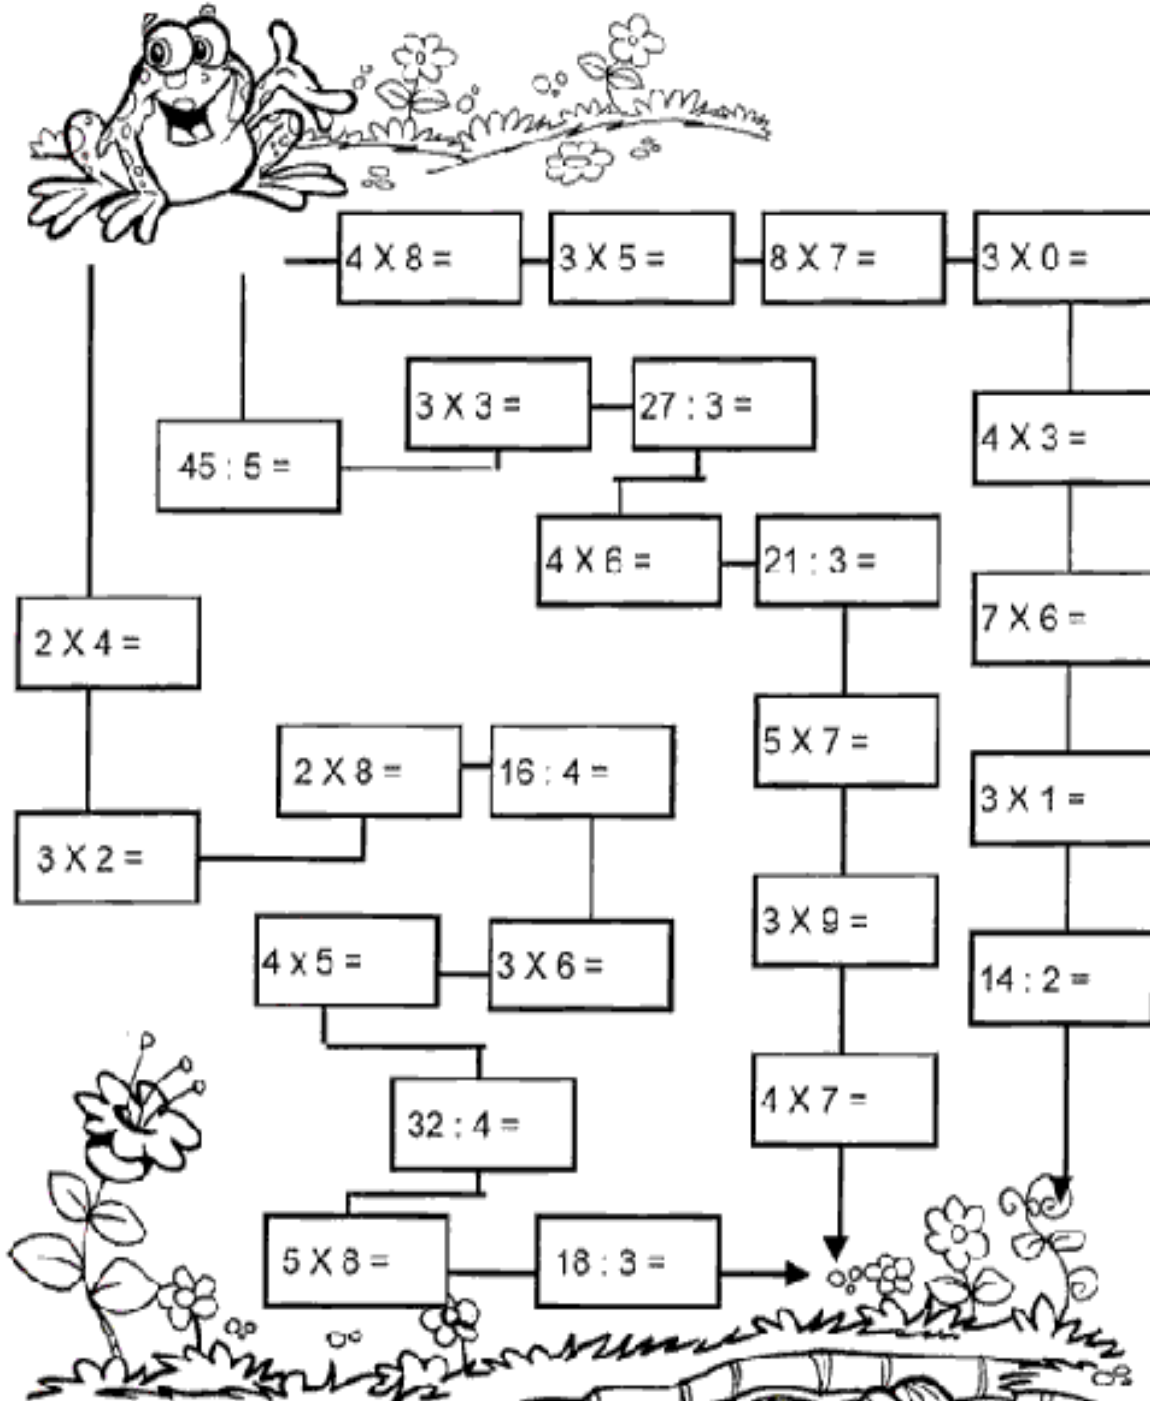 4 X 8 =
3 X 5 =
8 X 7 =
3 X 0 =
3 X 3 =
27 : 3 =
4 X 3 =
45 : 5 =
4 X 6 =
21 : 3 =
7 X 6 =
2 X 4 =
5 X 7 =
2 X 8 =
16 : 4 =
3 X 1 =
3 X 2 =
3 X 9 =
4 x 5 =
3 X 6 =
14 : 2 =
4 X 7 =
32 : 4 =
5 X 8 =
18 : 3 =